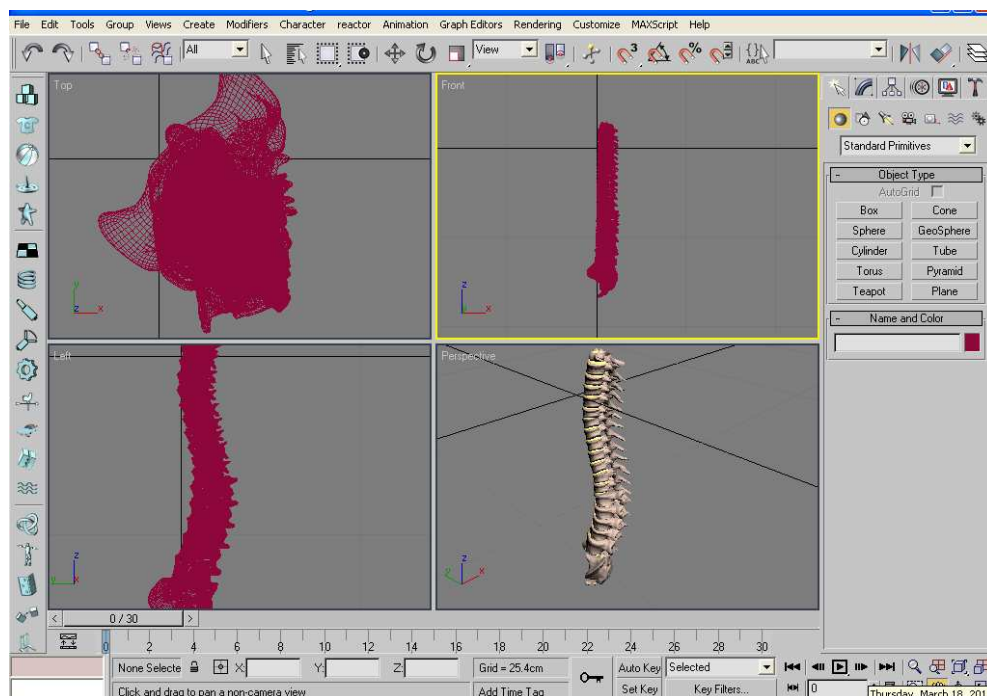 File Edit Tools Group Views Create Modifiers Character reactor Animation Graph Editors Rendering Customize MAXScript Help
All View 3 % ABC
Top Front
Standard Primitives
- Object Type
AutoGrid
Box Cone
Sphere GeoSphere
Cylinder Tube
Torus Pyramid
Teapot Plane
y z x z x
- Name and Color
Left Perspective
z y x z y x
< 0 / 30 >
0 2 4 6 8 10 12 14 16 18 20 22 24 26 28 30
None Selecte X: Y: Z: Grid = 25.4cm Auto Key Selected
Click and drag to pan a non-camera view Add Time Tag Set Key Key Filters... 0
Thursday, March 18, 201